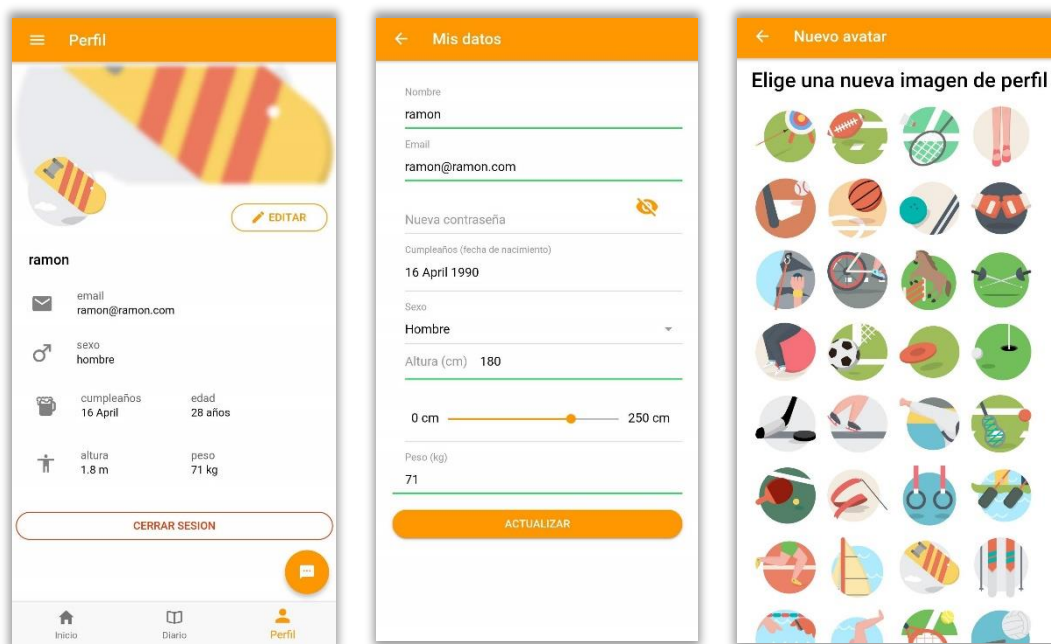 Perfil
EDITAR
ramon
email
ramon@ramon.com
sexo
hombre
cumpleaños edad
16 April 28 años
altura peso
1.8 m 71 kg
CERRAR SESION
Inicio Diario Perfil
Mis datos
Nombre
ramon
Email
ramon@ramon.com
Nueva contraseña
Cumpleaños (fecha de nacimiento)
16 April 1990
Sexo
Hombre
Altura (cm) 180
0 cm 250 cm
Peso (kg)
71
ACTUALIZAR
Nuevo avatar
Elige una nueva imagen de perfil